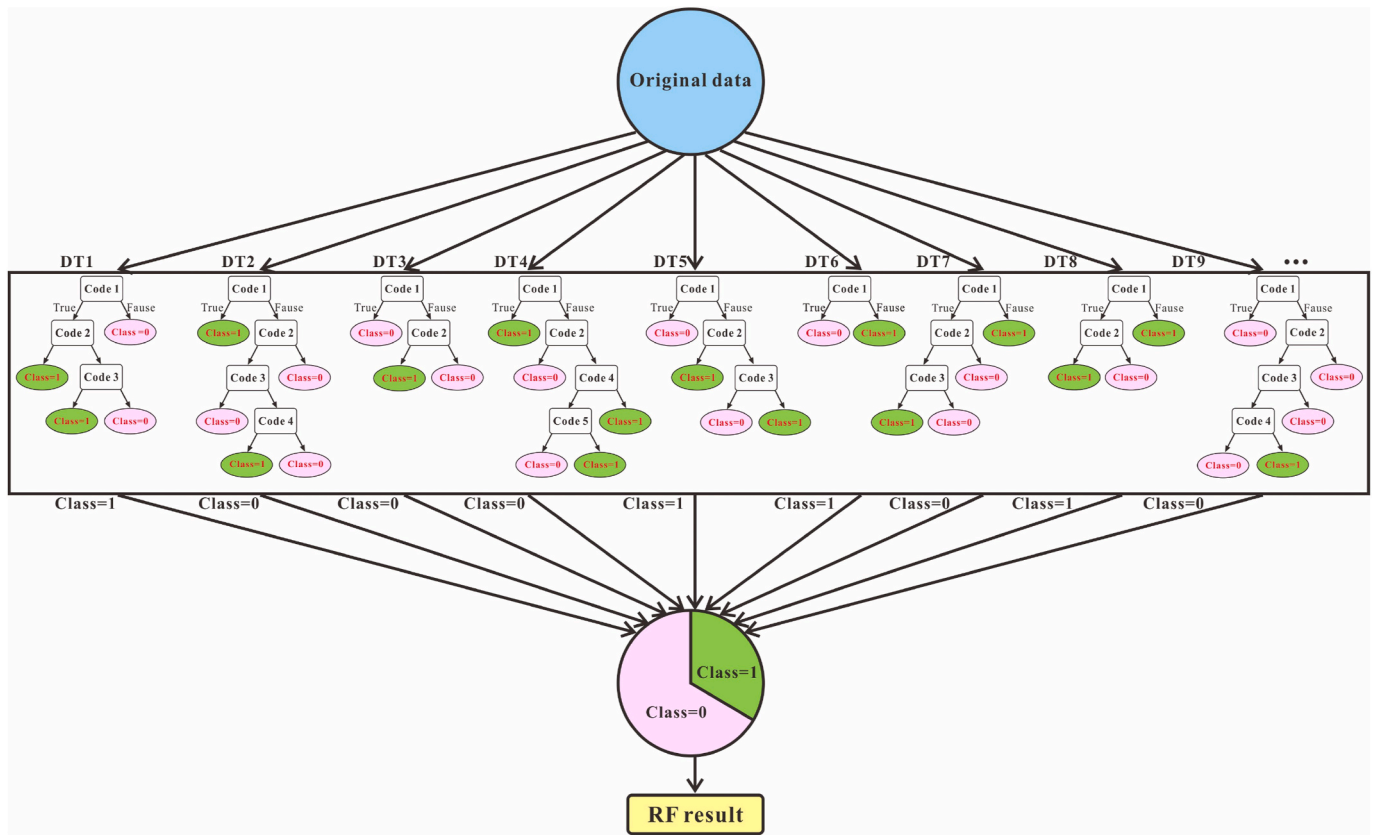 Original data
DT1 DT2 DT3 DT4 DT5 DT6 DT7 DT8 DT9 •••
Code 1 Code 1 Code 1 Code 1 Code 1 Code 1 Code 1 Code 1 Code 1
True Fause True Fause True Fause True Fause True Fause True Fause True Fause True Fause True Fause
Code 2 Class=0 Class=1 Code 2 Class=0 Code 2 Class=1 Code 2 Class=0 Code 2 Class=0 Class=1 Code 2 Class=1 Code 2 Class=1 Class=0 Code 2
Class=1 Code 3 Code 3 Class=0 Class=1 Class=0 Class=0 Code 4 Class=1 Code 3 Code 3 Class=0 Class=1 Class=0 Code 3 Class=0
Class=1 Class=0 Class=0 Code 4 Code 5 Class=1 Class=0 Class=1 Class=1 Class=0 Code 4 Class=0
Class=1 Class=0 Class=0 Class=1 Class=0 Class=1
Class=1 Class=0 Class=0 Class=0 Class=1 Class=1 Class=0 Class=1 Class=0
Class=1
Class=0
RF result